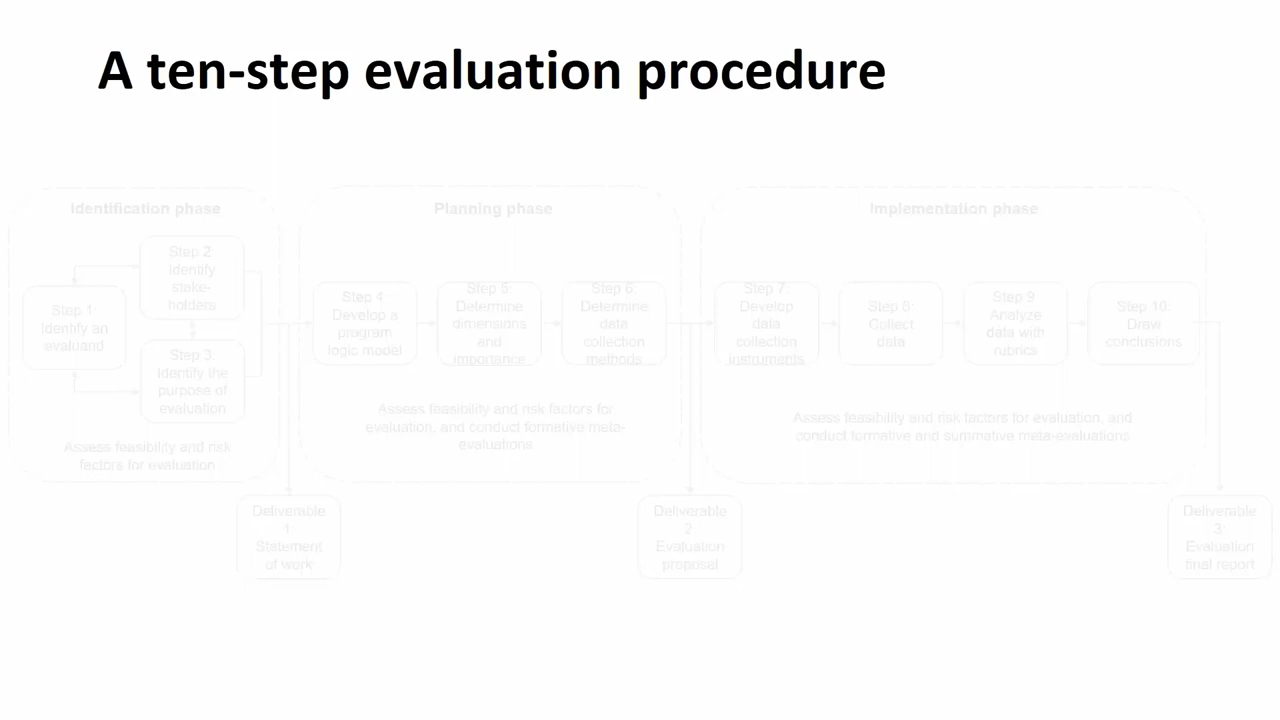 A ten-step evaluation procedure
Identification phase
Step 1:
Identify an
evaluand
Step 2:
Identify
stake-
holders
Step 3:
Identify the
purpose of
evaluation
Assess feasibility and risk
factors for evaluation
Planning phase
Step 4
Develop a
program
logic model
Step 5:
Determine
dimensions
and
importance
Step 6:
Determine
data
collection
methods
Assess feasibility and risk factors for
evaluation, and conduct formative meta-
evaluations
Implementation phase
Step 7:
Develop
data
collection
instruments
Step 8:
Collect
data
Step 9
Analyze
data with
rubrics
Step 10:
Draw
conclusions
Assess feasibility and risk factors for evaluation, and
conduct formative and summative meta-evaluations
Deliverable
1:
Statement
of work
Deliverable
2
Evaluation
proposal
Deliverable
3:
Evaluation
final report